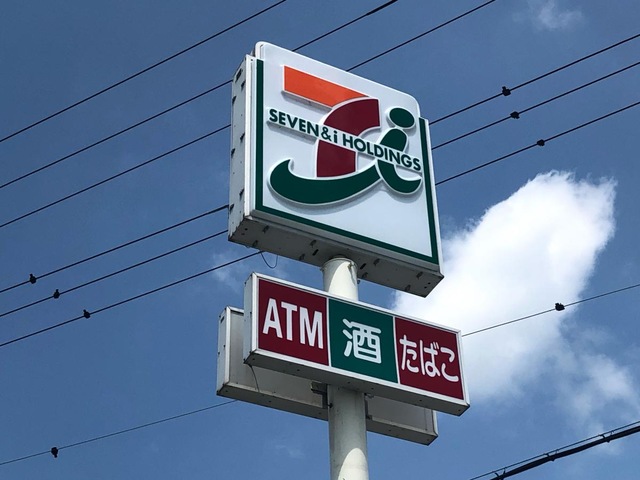 SEVEN & i HOLDINGS
ATM 酒 たばこ